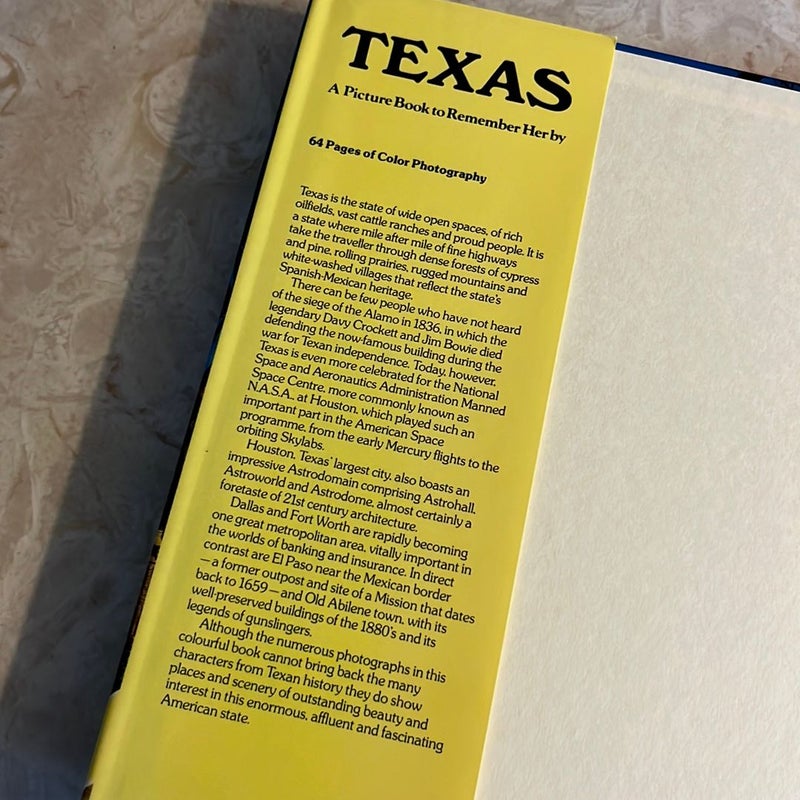 TEXAS
A Picture Book to Remember Her by
64 Pages of Color Photography
Texas is the state of wide open spaces, of rich
oilfields, vast cattle ranches and proud people. It is
a state where mile after mile of fine highways
take the traveller through dense forests of cypress
and pine, rolling prairies, rugged mountains and
white-washed villages that reflect the state's
Spanish-Mexican heritage.
There can be few people who have not heard
of the siege of the Alamo in 1836, in which the
legendary Davy Crockett and Jim Bowie died
defending the now-famous building during the
war for Texan independence. Today, however,
Texas is even more celebrated for the National
Space and Aeronautics Administration Manned
Space Centre, more commonly known as
N.A.S.A., at Houston, which played such an
important part in the American Space
programme, from the early Mercury flights to the
orbiting Skylabs.
Houston, Texas' largest city, also boasts an
impressive Astrodomain comprising Astrohall,
Astroworld and Astrodome, almost certainly a
foretaste of 21st century architecture.
Dallas and Fort Worth are rapidly becoming
one great metropolitan area, vitally important in
the worlds of banking and insurance. In direct
contrast are El Paso near the Mexican border
—a former outpost and site of a Mission that dates
back to 1659—and Old Abilene town, with its
well-preserved buildings of the 1880's and its
legends of gunslingers.
Although the numerous photographs in this
colourful book cannot bring back the many
characters from Texan history they do show
places and scenery of outstanding beauty and
interest in this enormous, affluent and fascinating
American state.